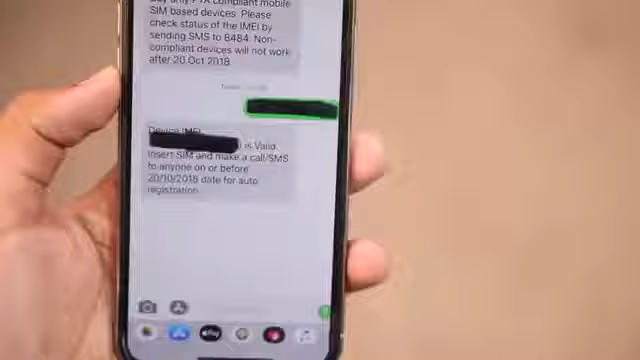 Buy only PTA compliant mobile
SIM based devices. Please
check status of the IMEI by
sending SMS to 8484. Non-
compliant devices will not work
after 20 Oct 2018
Device IMEI
is Valid.
Insert SIM and make a call/SMS
to anyone on or before
20/10/2018 date for auto
registration.
Pay